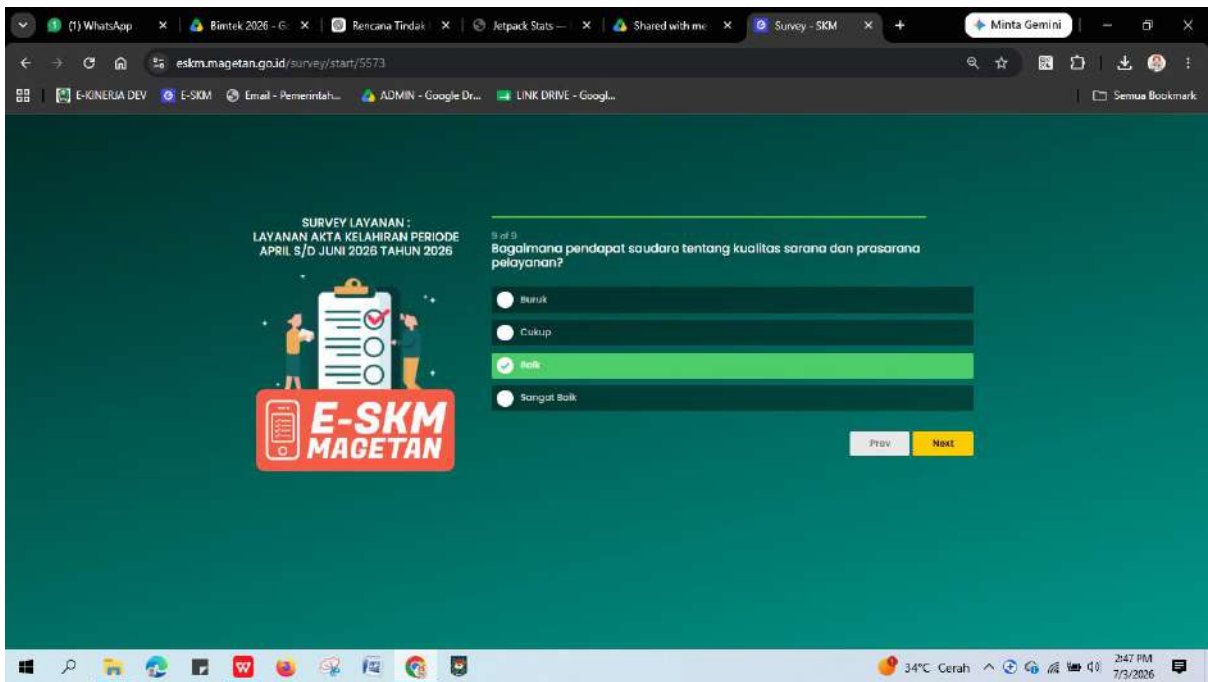 (1) WhatsApp
Bimtek 2026 - G
Rencana Tindak
Jetpack Stats —
Shared with me
Survey - SKM
Minta Gemini
eskm.magetan.go.id/survey/start/5573
E-KINERJA DEV
E-SKM
Email - Pemerintah...
ADMIN - Google Dr...
LINK DRIVE - Googl...
Semua Bookmark
SURVEY LAYANAN :
LAYANAN AKTA KELAHIRAN PERIODE
APRIL S/D JUNI 2026 TAHUN 2026
E-SKM
MAGETAN
9 of 9
Bagaimana pendapat saudara tentang kualitas sarana dan prasarana
pelayanan?
Buruk
Cukup
Baik
Sangat Baik
Prev
Next
34°C Cerah
2:47 PM
7/3/2026